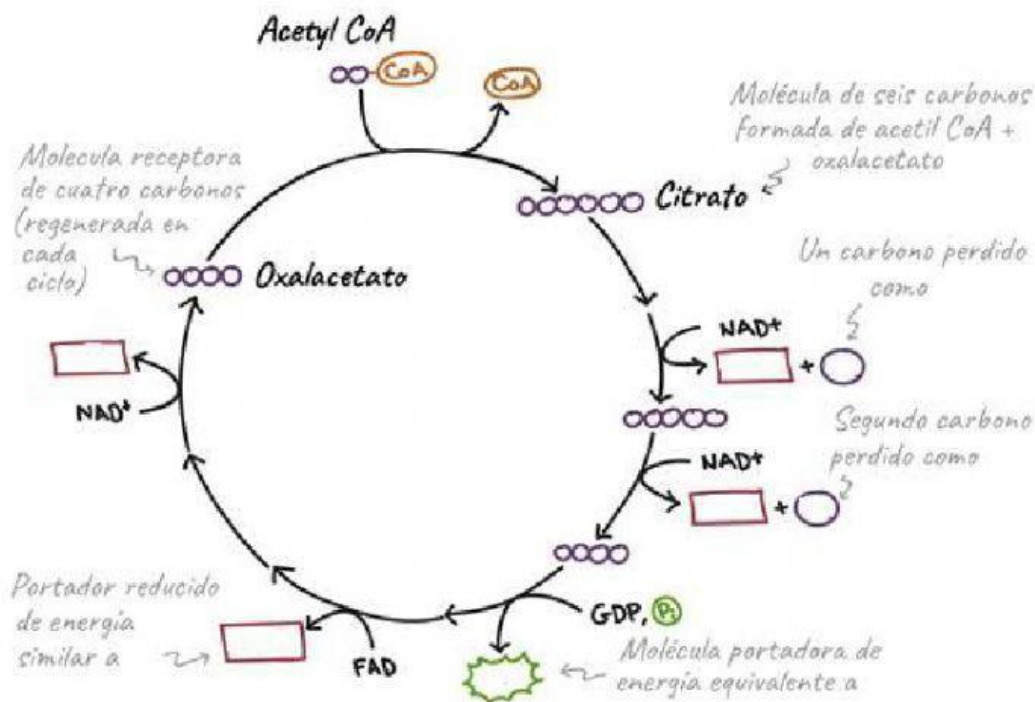 Acetyl CoA
CoA
CoA
Molécula de seis carbonos
formada de acetil CoA +
oxalacetato
Citrato
Molecula receptora
de cuatro carbonos
(regenerada en
cada
ciclo)
Oxalacetato
Un carbono perdido
como
NAD+
+
Segundo carbono
perdido como
NAD+
+
NAD+
Portador reducido
de energía
similar a
FAD
GDP, Pi
Molécula portadora de
energía equivalente a